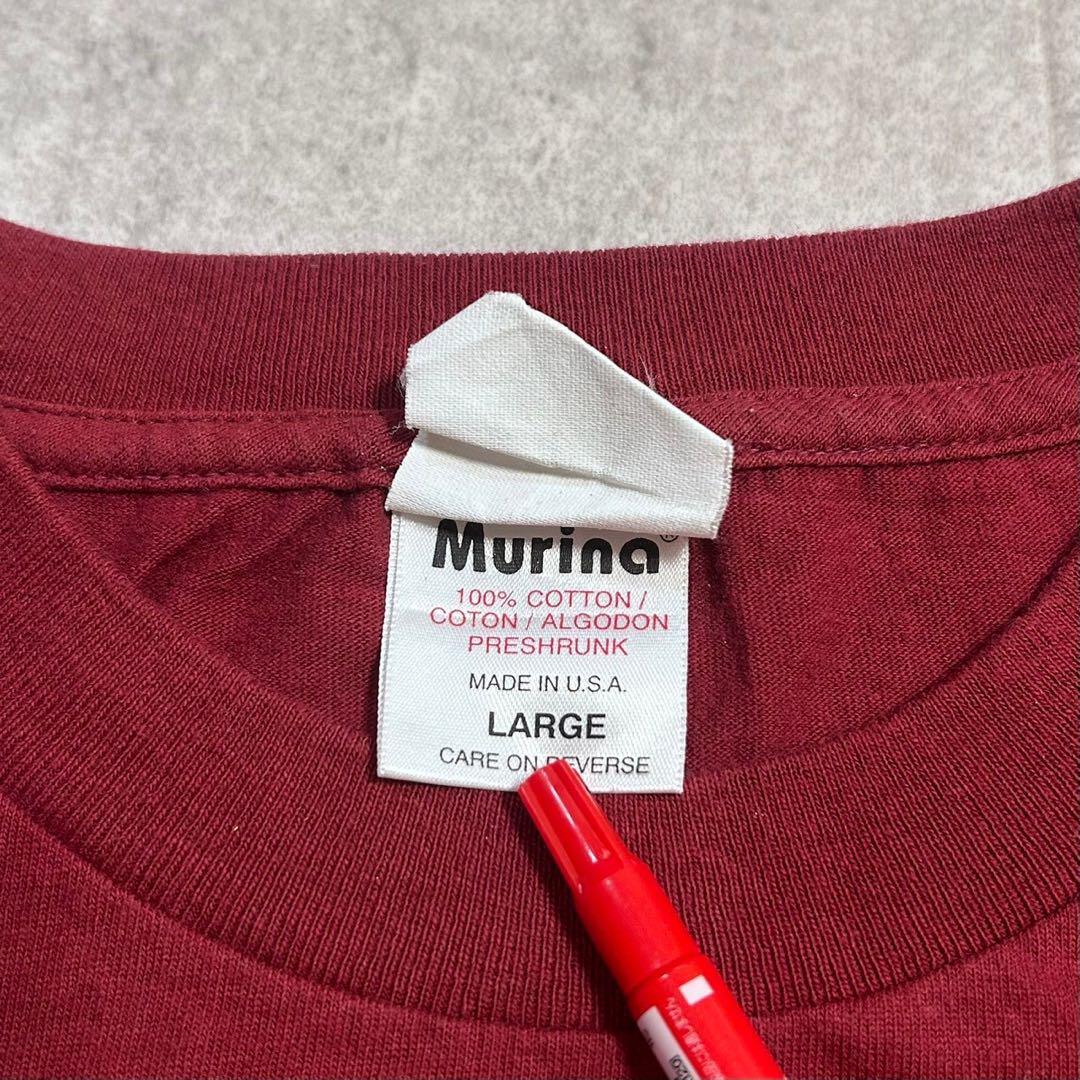 Murina®
100% COTTON /
COTON / ALGODON
PRESHRUNK
MADE IN U.S.A.
LARGE
CARE ON REVERSE